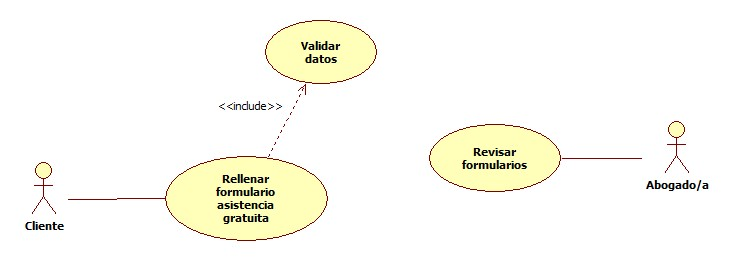 Validar
datos
<<include>>
Rellenar
formulario
asistencia
gratuita
Cliente
Revisar
formularios
Abogado/a